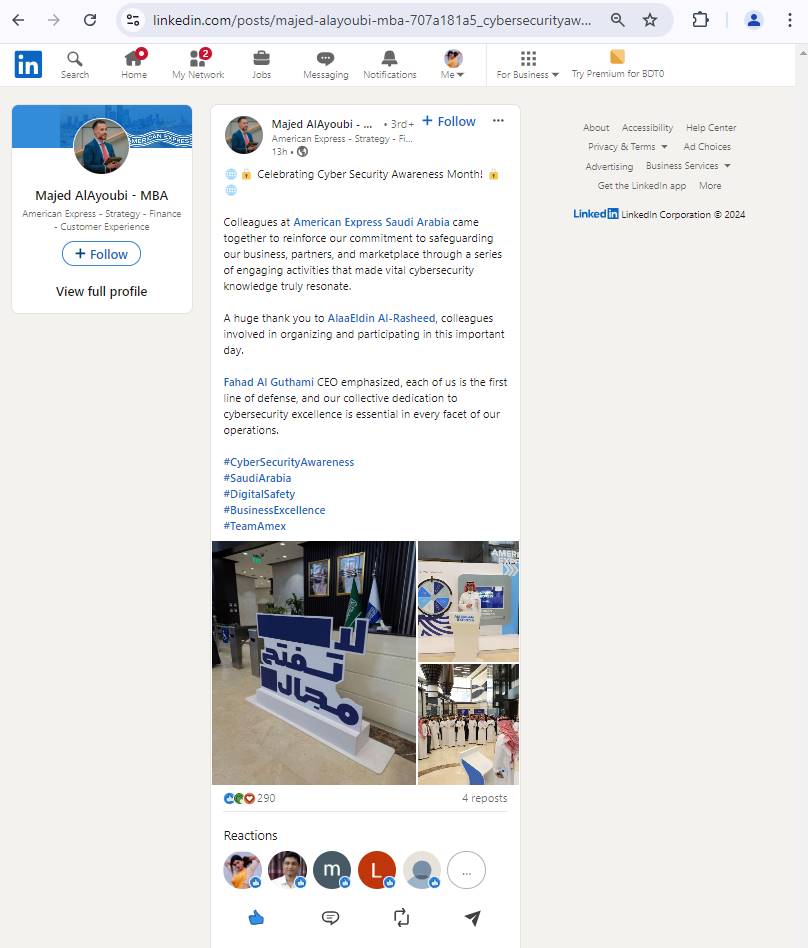 linkedin.com/posts/majed-alayoubi-mba-707a181a5_cybersecurityaw...
in
Search
Home
2
My Network
Jobs
Messaging
Notifications
Me
For Business
Try Premium for BDT0
AMERICAN EXPRESS
Majed AlAyoubi - MBA
American Express - Strategy - Finance
- Customer Experience
+ Follow
View full profile
Majed AlAyoubi - ... • 3rd+
+ Follow
American Express - Strategy - Fi...
13h •
Celebrating Cyber Security Awareness Month!
Colleagues at American Express Saudi Arabia came
together to reinforce our commitment to safeguarding
our business, partners, and marketplace through a series
of engaging activities that made vital cybersecurity
knowledge truly resonate.
A huge thank you to AlaaEldin Al-Rasheed, colleagues
involved in organizing and participating in this important
day.
Fahad Al Guthami CEO emphasized, each of us is the first
line of defense, and our collective dedication to
cybersecurity excellence is essential in every facet of our
operations.
#CyberSecurityAwareness
#SaudiArabia
#DigitalSafety
#BusinessExcellence
#TeamAmex
لا
تفتح
مجال
AMERICAN
EXPRESS
290
4 reposts
Reactions
m
L
...
About Accessibility Help Center
Privacy & Terms Ad Choices
Advertising Business Services
Get the LinkedIn app More
LinkedIn LinkedIn Corporation © 2024